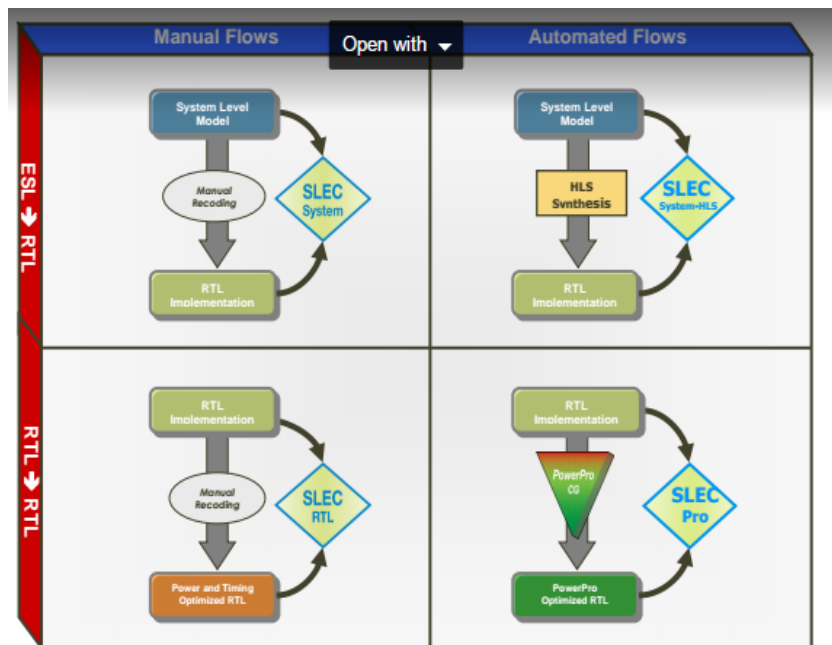 Manual Flows
Open with
Automated Flows
ESL → RTL
System Level
Model
Manual
Recoding
SLEC
System
RTL
Implementation
System Level
Model
HLS
Synthesis
SLEC
System-HLS
RTL
Implementation
RTL → RTL
RTL
Implementation
Manual
Recoding
SLEC
RTL
Power and Timing
Optimized RTL
RTL
Implementation
PowerPro
CG
SLEC
Pro
PowerPro
Optimized RTL